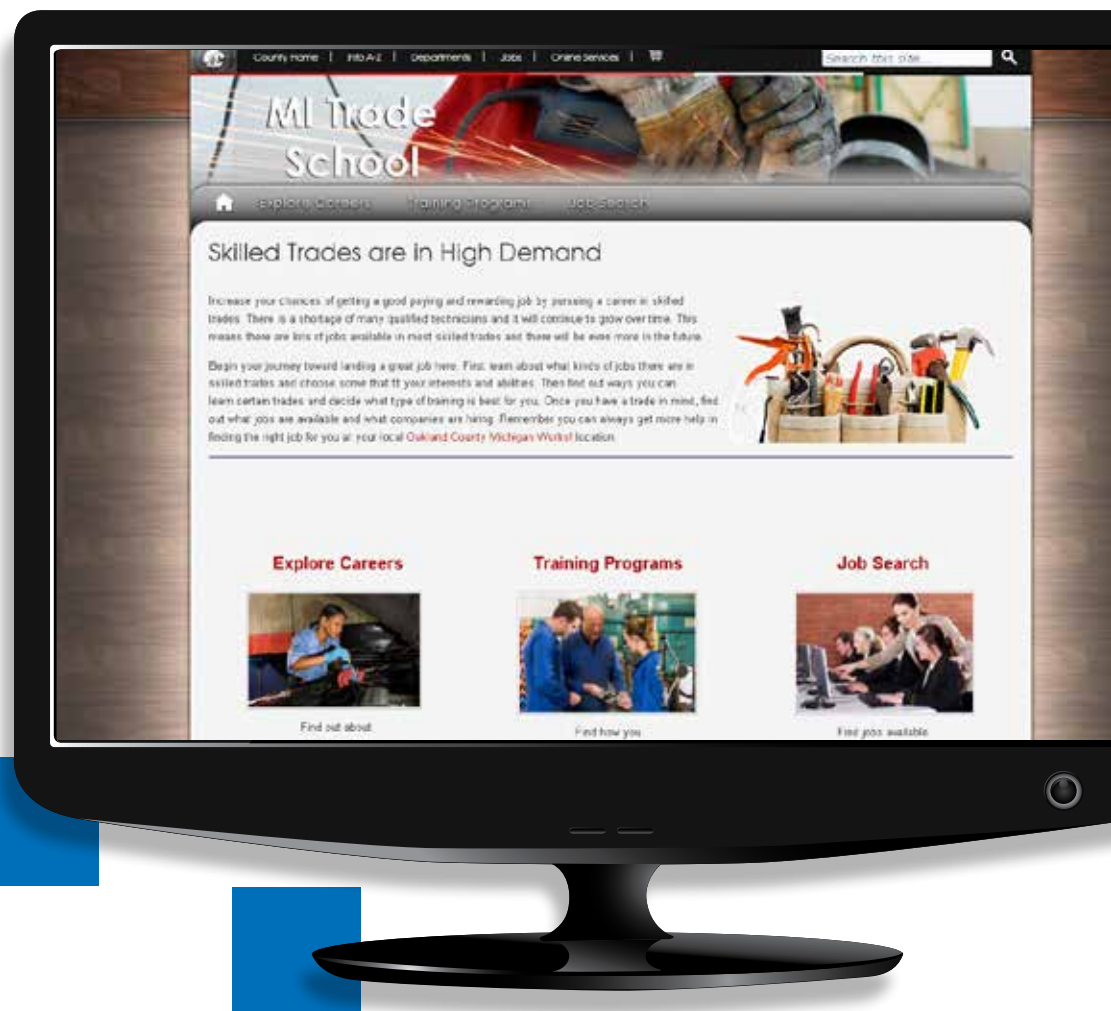 County Home | Info A-Z | Departments | Jobs | Online Services |
Search this site...
MI Trade
School
Explore Careers Training Programs Job Search
Skilled Trades are in High Demand
Increase your chances of getting a good paying and rewarding job by pursuing a career in skilled
trades. There is a shortage of many qualified technicians and it will continue to grow over time. This
means there are lots of jobs available in most skilled trades and there will be even more in the future.
Begin your journey toward landing a great job here. First learn about what kinds of jobs there are in
skilled trades and choose some that fit your interests and abilities. Then find out ways you can
learn certain trades and decide what type of training is best for you. Once you have a trade in mind, find
out what jobs are available and what companies are hiring. Remember you can always get more help in
finding the right job for you at your local Oakland County Michigan Works! location.
Explore Careers
Training Programs
Job Search
Find out about
Find how you
Find jobs available